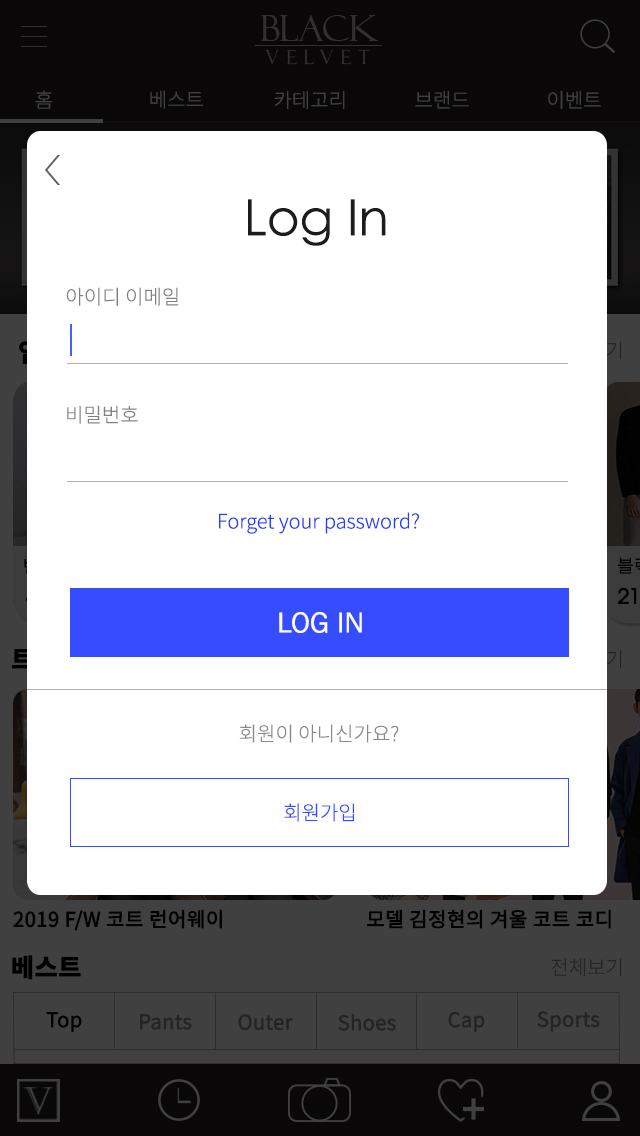 BLACK
VELVET
홈 베스트 카테고리 브랜드 이벤트
Log In
아이디 이메일
기
비밀번호
Forget your password?
LOG IN
21
트
기
회원이 아니신가요?
회원가입
2019 F/W 코트 런어웨이
모델 김정현의 겨울 코트 코디
베스트
전체보기
Top Pants Outer Shoes Cap Sports
V